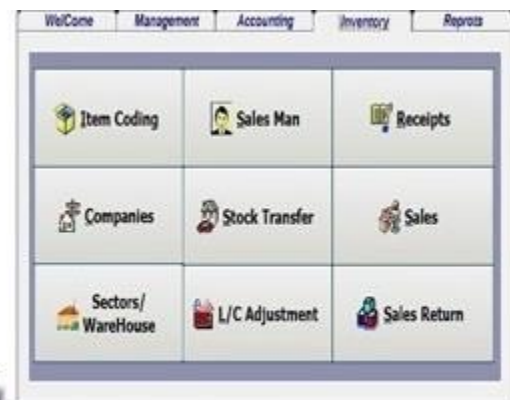 WelCome Management Accounting Inventory Reprots
Item Coding Sales Man Receipts
Companies Stock Transfer Sales
Sectors/
WareHouse L/C Adjustment Sales Return